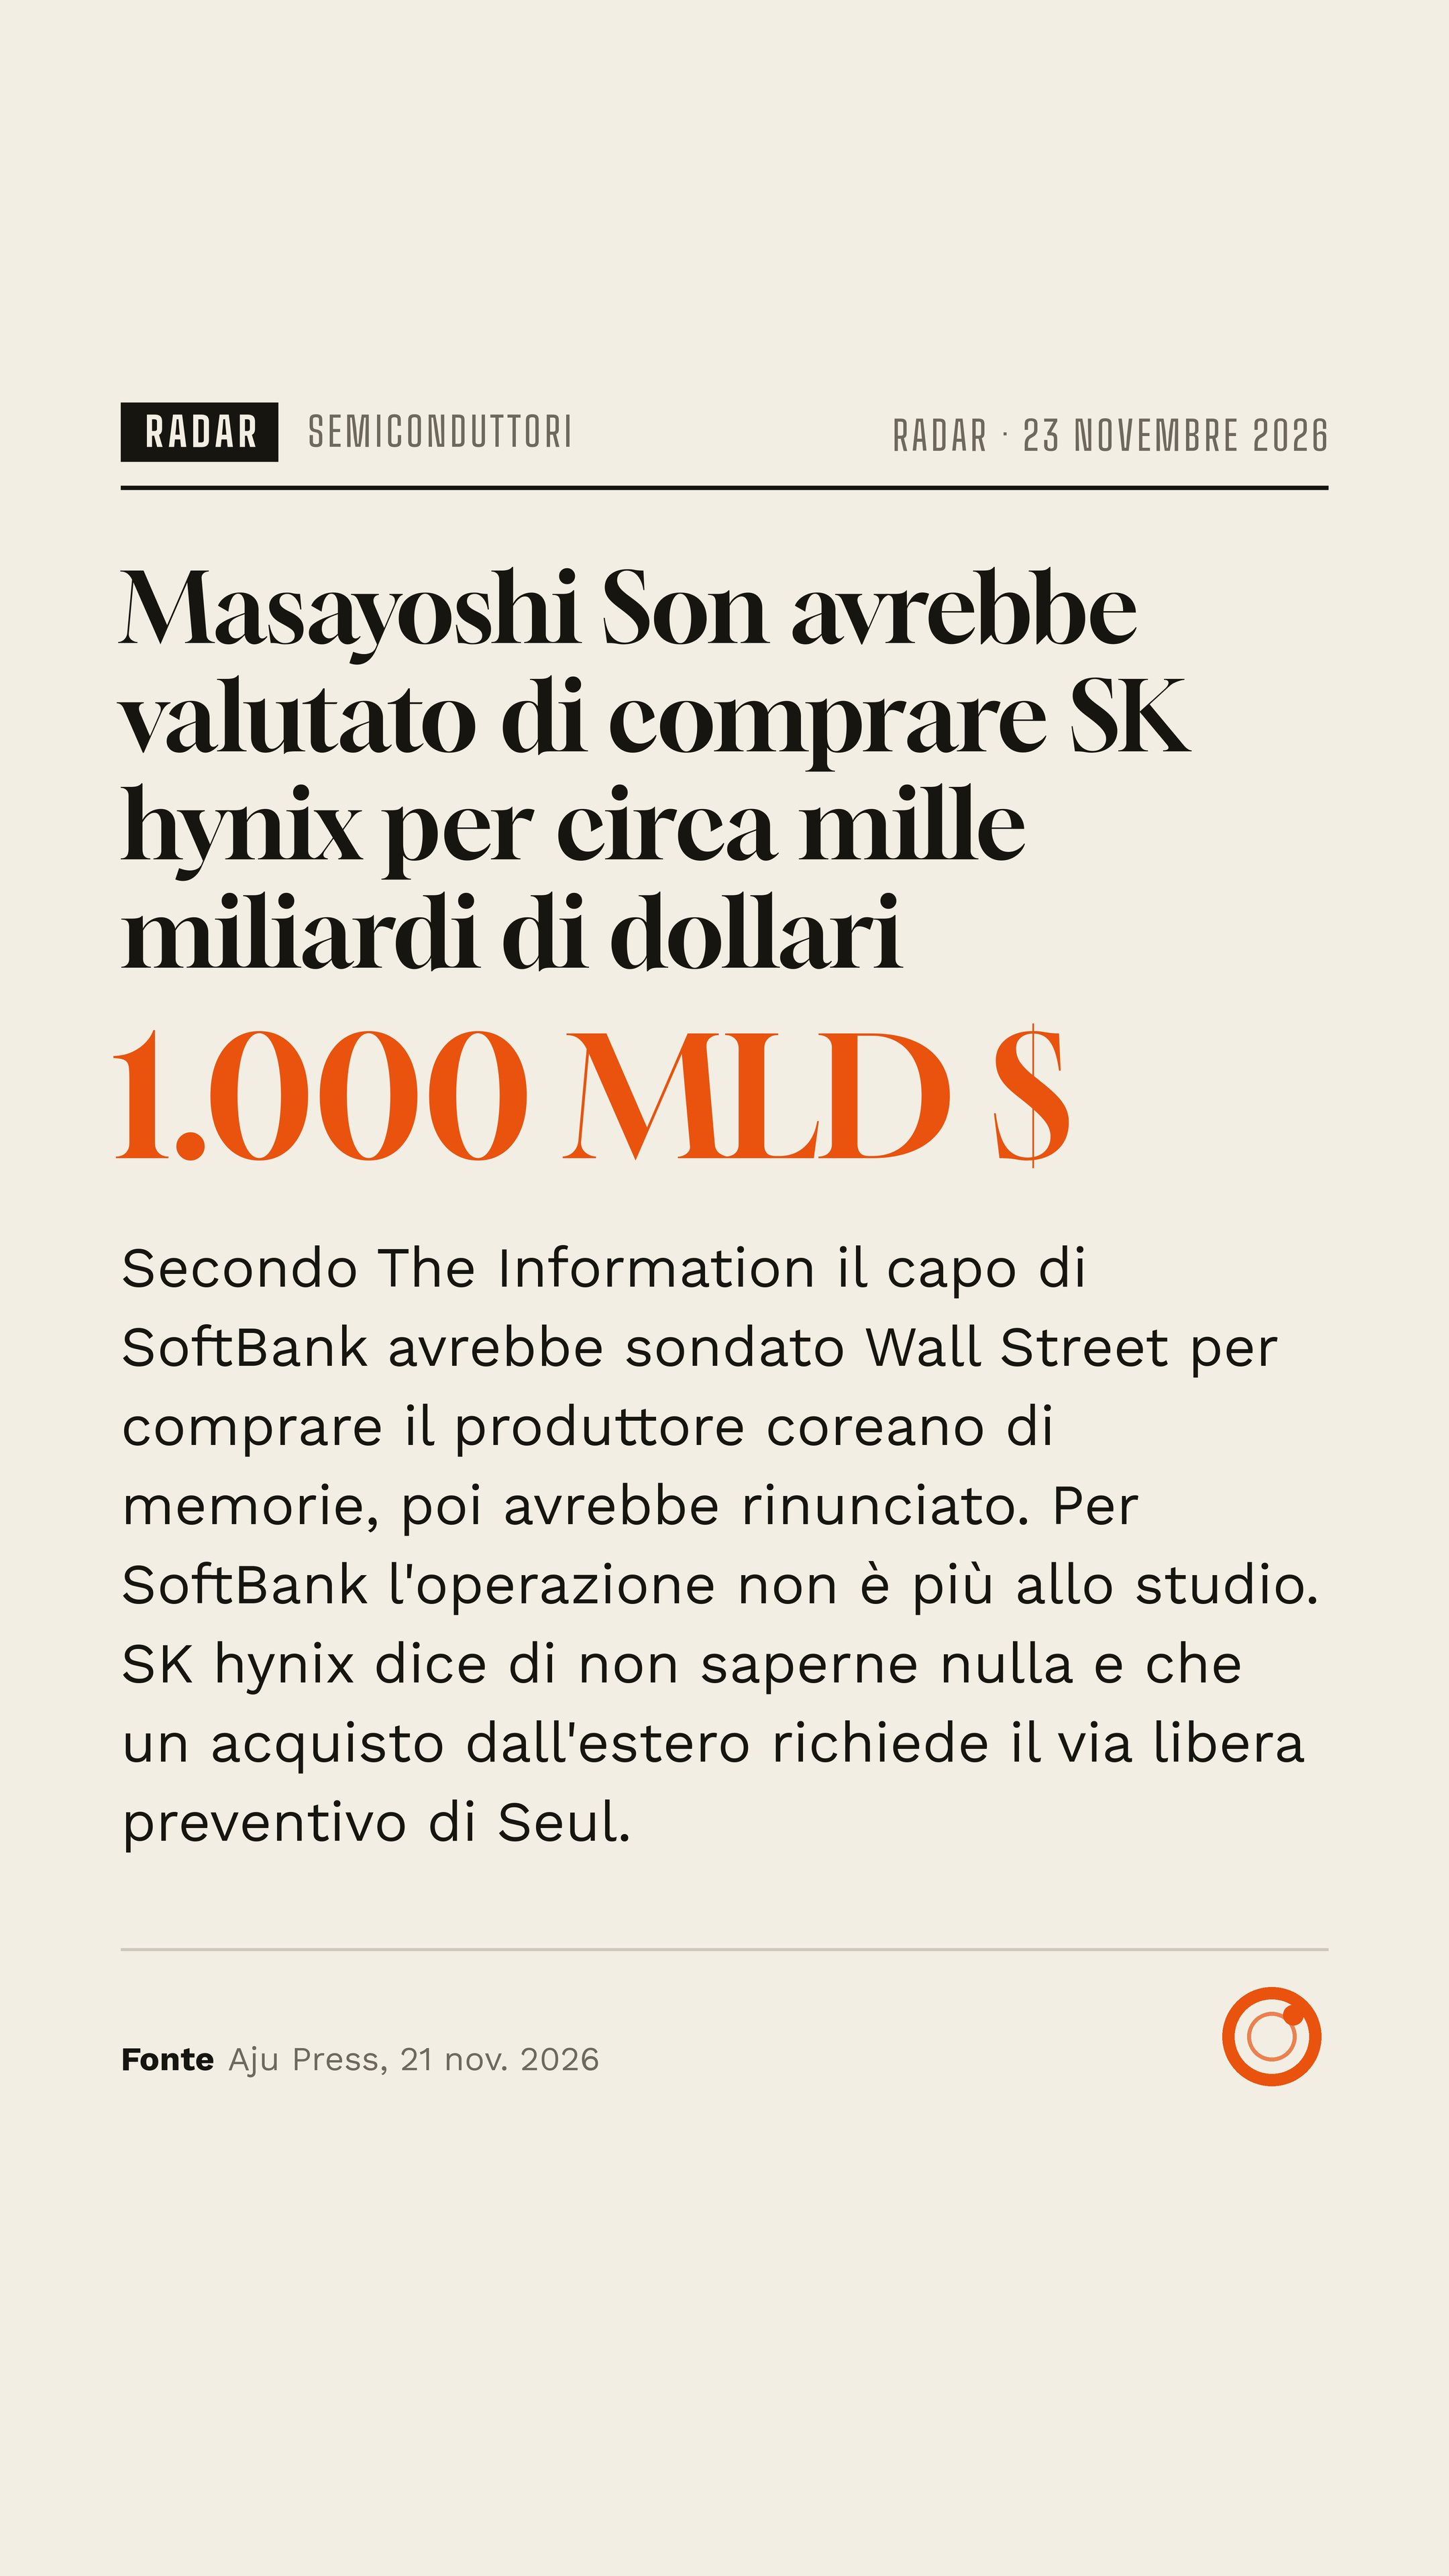 RADAR SEMICONDUTTORI RADAR · 23 NOVEMBRE 2026
Masayoshi Son avrebbe
valutato di comprare SK
hynix per circa mille
miliardi di dollari
1.000 MLD $
Secondo The Information il capo di
SoftBank avrebbe sondato Wall Street per
comprare il produttore coreano di
memorie, poi avrebbe rinunciato. Per
SoftBank l'operazione non è più allo studio.
SK hynix dice di non saperne nulla e che
un acquisto dall'estero richiede il via libera
preventivo di Seul.
Fonte Aju Press, 21 nov. 2026